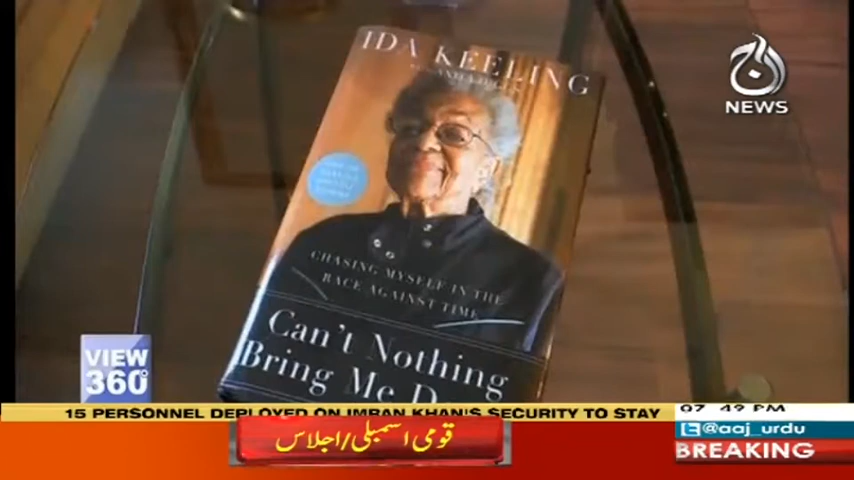 IDA KEELING
آج
NEWS
CHASING MYSELF IN THE
RACE AGAINST TIME
Can't Nothing
Bring Me
VIEW
360°
15 PERSONNEL DEPLOYED ON IMRAN KHAN'S SECURITY TO STAY
07:49 PM
قومی اسمبلی/اجلاس
@aaj_urdu
BREAKING